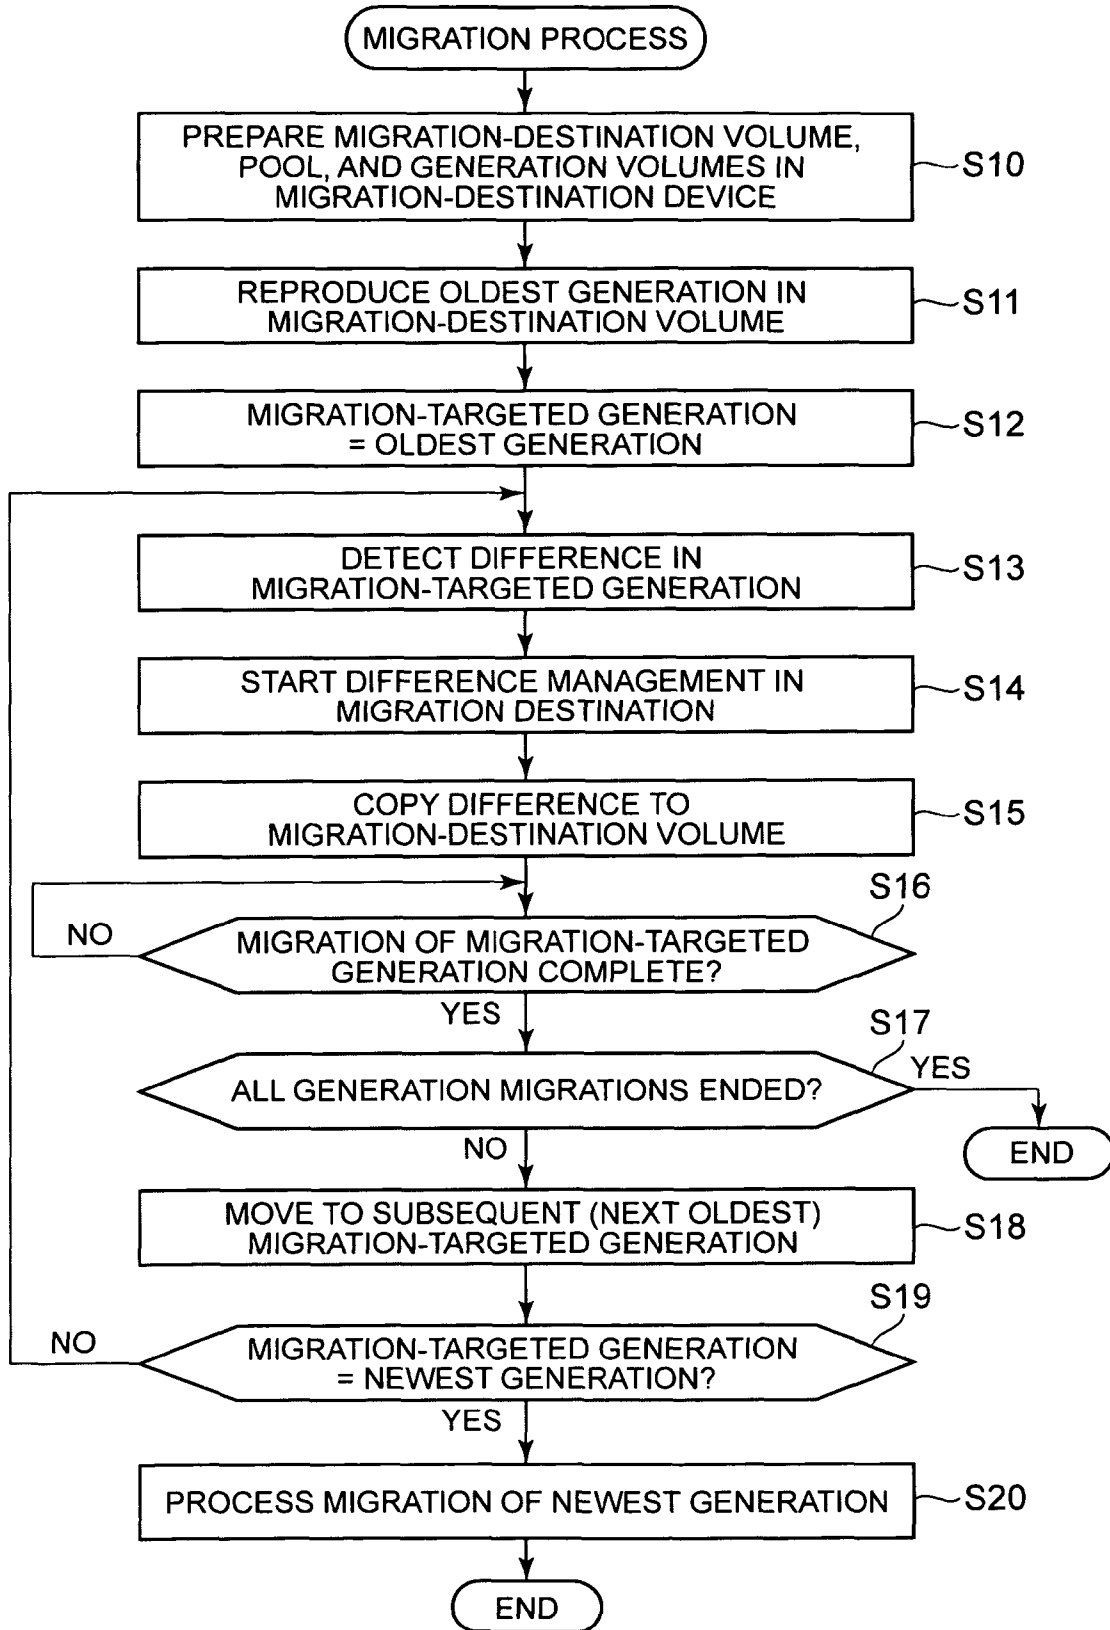 MIGRATION PROCESS
PREPARE MIGRATION-DESTINATION VOLUME,
POOL, AND GENERATION VOLUMES IN
MIGRATION-DESTINATION DEVICE
S10
REPRODUCE OLDEST GENERATION IN
MIGRATION-DESTINATION VOLUME
S11
MIGRATION-TARGETED GENERATION
= OLDEST GENERATION
S12
DETECT DIFFERENCE IN
MIGRATION-TARGETED GENERATION
S13
START DIFFERENCE MANAGEMENT IN
MIGRATION DESTINATION
S14
COPY DIFFERENCE TO
MIGRATION-DESTINATION VOLUME
S15
S16
NO
MIGRATION OF MIGRATION-TARGETED
GENERATION COMPLETE?
YES
S17
ALL GENERATION MIGRATIONS ENDED?
YES
END
NO
MOVE TO SUBSEQUENT (NEXT OLDEST)
MIGRATION-TARGETED GENERATION
S18
S19
NO
MIGRATION-TARGETED GENERATION
= NEWEST GENERATION?
YES
PROCESS MIGRATION OF NEWEST GENERATION
S20
END